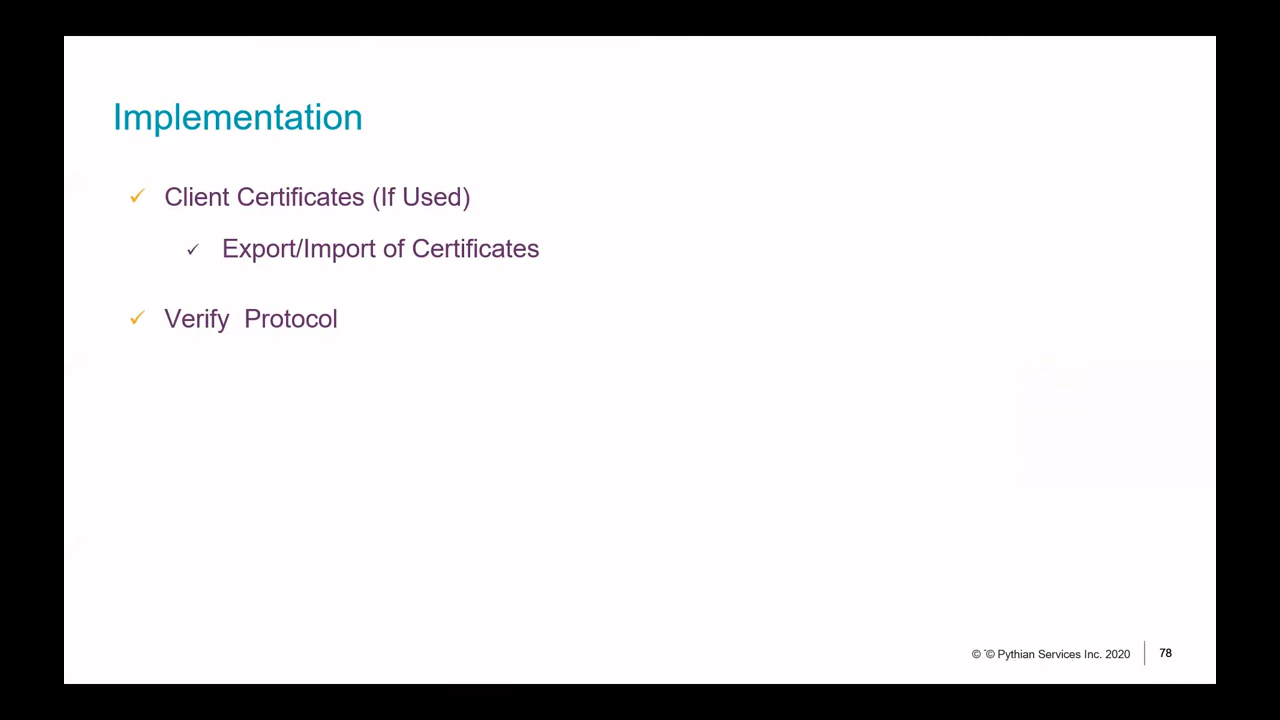 Implementation
✓ Client Certificates (If Used)
✓ Export/Import of Certificates
✓ Verify  Protocol
© ˜© Pythian Services Inc. 2020 78